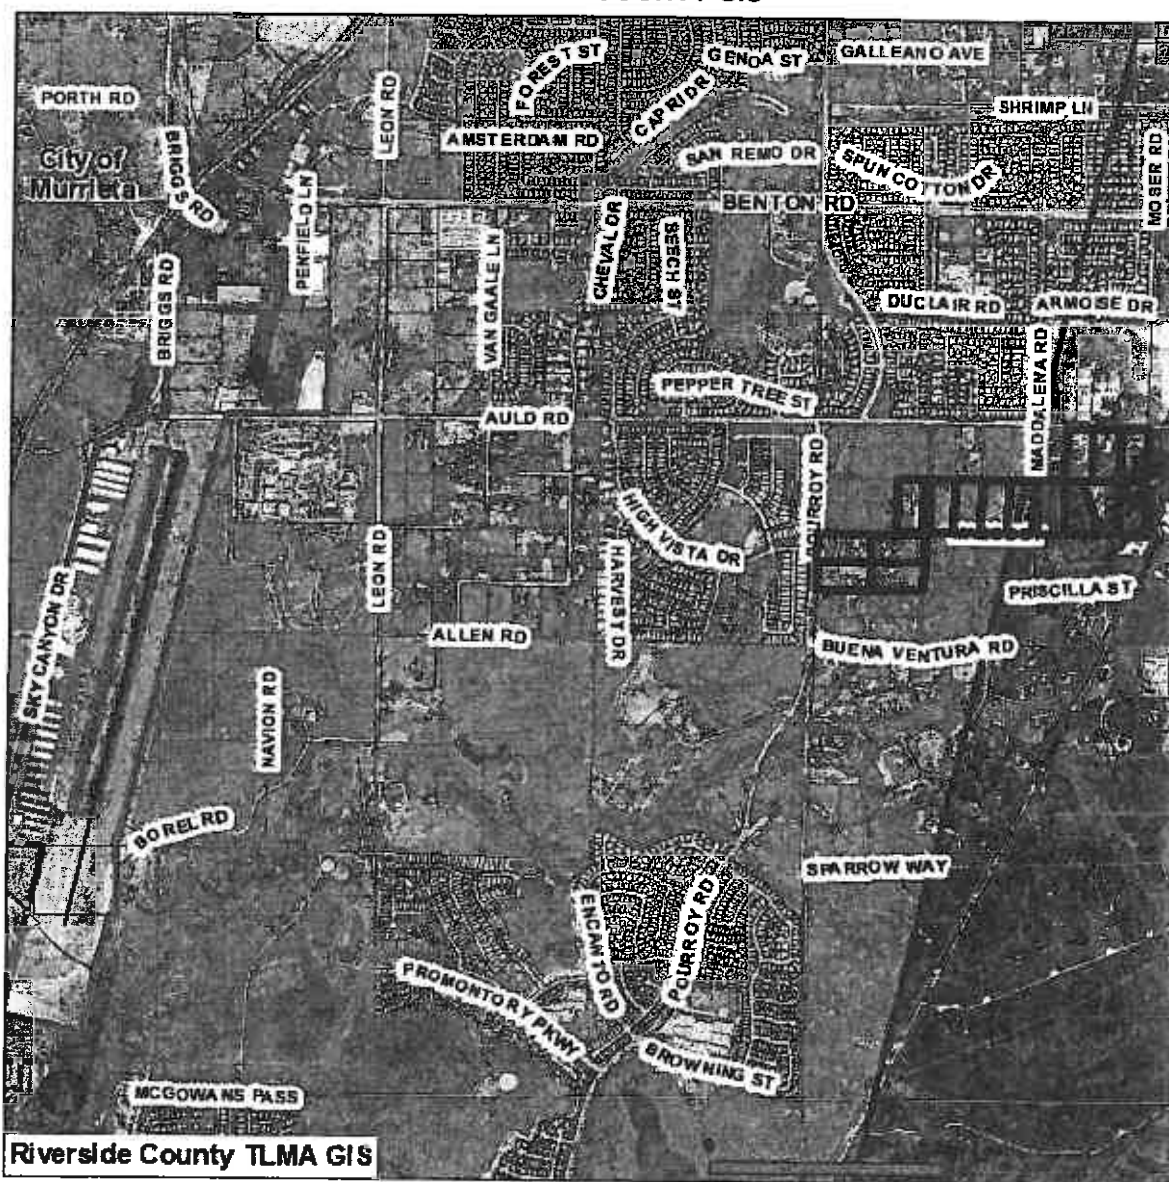 FOREST ST
GENOA ST
GALLEANO AVE
PORTH RD
LEON RD
CAPRI DR
SHRIMP LN
AMSTERDAM RD
SAN REMO DR
SPUN COTTON DR
MOSER RD
City of
Murrieta
BRIGGS RD
PENFIELD LN
BENTON RD
CHEVAL DR
BEECH ST
VAN GAALE LN
BRIGGS RD
DUCLAIR RD
ARMOISE DR
MADDALENA RD
PEPPER TREE ST
AULD RD
POURROY RD
HIGH VISTA DR
LEON RD
HARVEST DR
SKY CANYON DR
PRISCILLA ST
ALLEN RD
BUENA VENTURA RD
NAVION RD
BOREL RD
SPARROW WAY
ENCANTO RD
POURROY RD
PROMONTORY PKWY
BROWNING ST
MCGOWANS PASS
Riverside County TLMA GIS